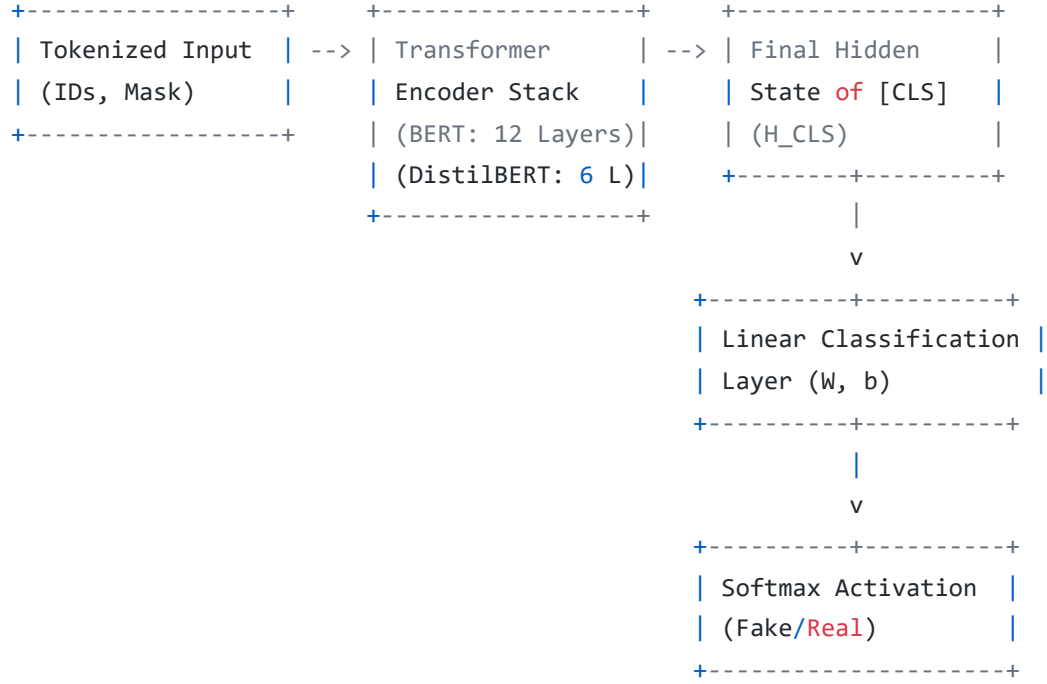 +------------------+     +------------------+     +------------------+
| Tokenized Input  | --> | Transformer      | --> | Final Hidden     |
| (IDs, Mask)      |     | Encoder Stack    |     | State of [CLS]   |
+------------------+     | (BERT: 12 Layers)|     | (H_CLS)          |
                         | (DistilBERT: 6 L)|     +--------+---------+
                         +------------------+              |
                                                           v
                                                +----------+----------+
                                                | Linear Classification |
                                                | Layer (W, b)          |
                                                +----------+----------+
                                                           |
                                                           v
                                                +----------+----------+
                                                | Softmax Activation  |
                                                | (Fake/Real)         |
                                                +---------------------+